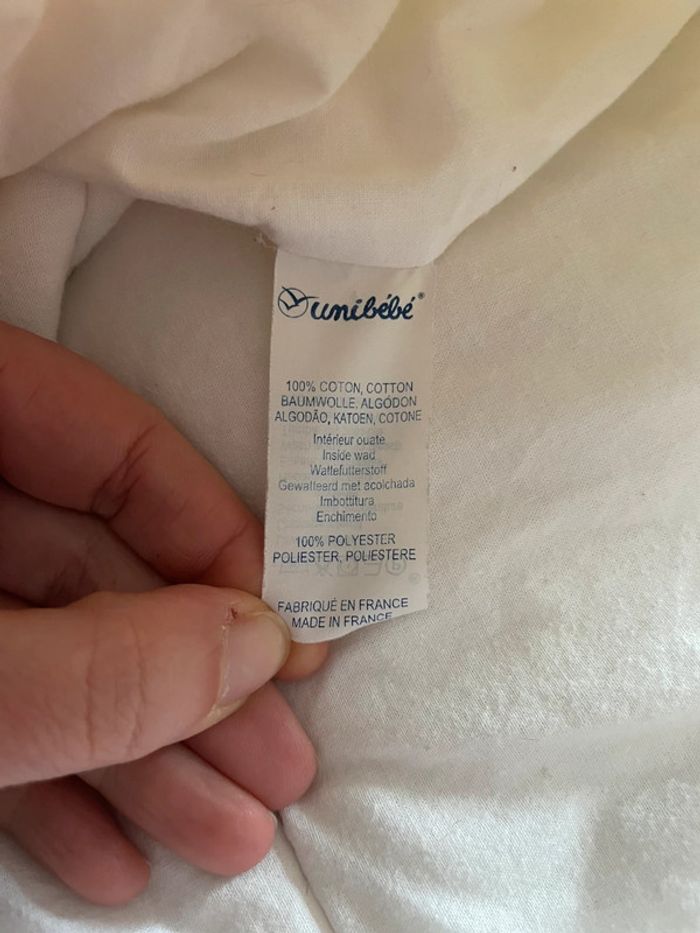 unibébé®
100% COTON, COTTON
BAUMWOLLE, ALGÓDON
ALGODÃO, KATOEN, COTONE
Intérieur ouate
Inside wad
Wattefutterstoff
Gewatteerd met acolchada
Imbottitura
Enchimento
100% POLYESTER
POLIESTER, POLIESTERE
FABRIQUÉ EN FRANCE
MADE IN FRANCE